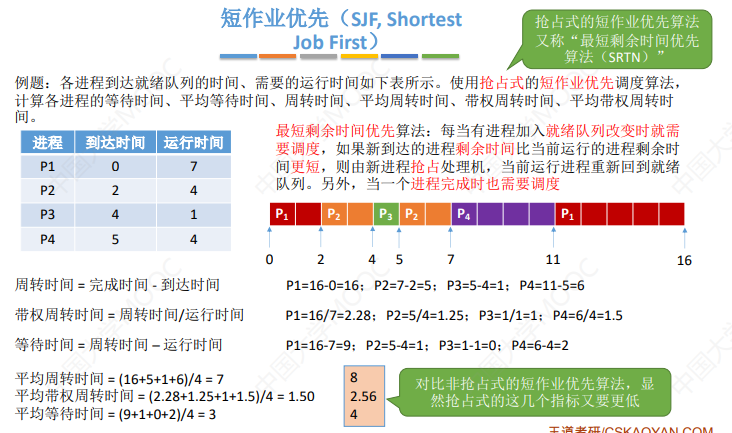 短作业优先（SJF, Shortest
Job First）
抢占式的短作业优先算法
又称“最短剩余时间优先
算法（SRTN）”
例题：各进程到达就绪队列的时间、需要的运行时间如下表所示。使用抢占式的短作业优先调度算法，
计算各进程的等待时间、平均等待时间、周转时间、平均周转时间、带权周转时间、平均带权周转时
间。
进程 到达时间 运行时间
P1 0 7
P2 2 4
P3 4 1
P4 5 4
最短剩余时间优先算法：每当有进程加入就绪队列改变时就需
要调度，如果新到达的进程剩余时间比当前运行的进程剩余时
间更短，则由新进程抢占处理机，当前运行进程重新回到就绪
队列。另外，当一个进程完成时也需要调度
P1 P2 P3 P2 P4 P1
0 2 4 5 7 11 16
周转时间 = 完成时间 - 到达时间 P1=16-0=16；P2=7-2=5；P3=5-4=1；P4=11-5=6
带权周转时间 = 周转时间/运行时间 P1=16/7=2.28；P2=5/4=1.25；P3=1/1=1；P4=6/4=1.5
等待时间 = 周转时间 – 运行时间 P1=16-7=9；P2=5-4=1；P3=1-1=0；P4=6-4=2
平均周转时间 = (16+5+1+6)/4 = 7 8
平均带权周转时间 = (2.28+1.25+1+1.5)/4 = 1.50 2.56
平均等待时间 = (9+1+0+2)/4 = 3 4
对比非抢占式的短作业优先算法，显
然抢占式的这几个指标又要更低
王道考研/CSKAOYAN.COM
中国大学MOOC